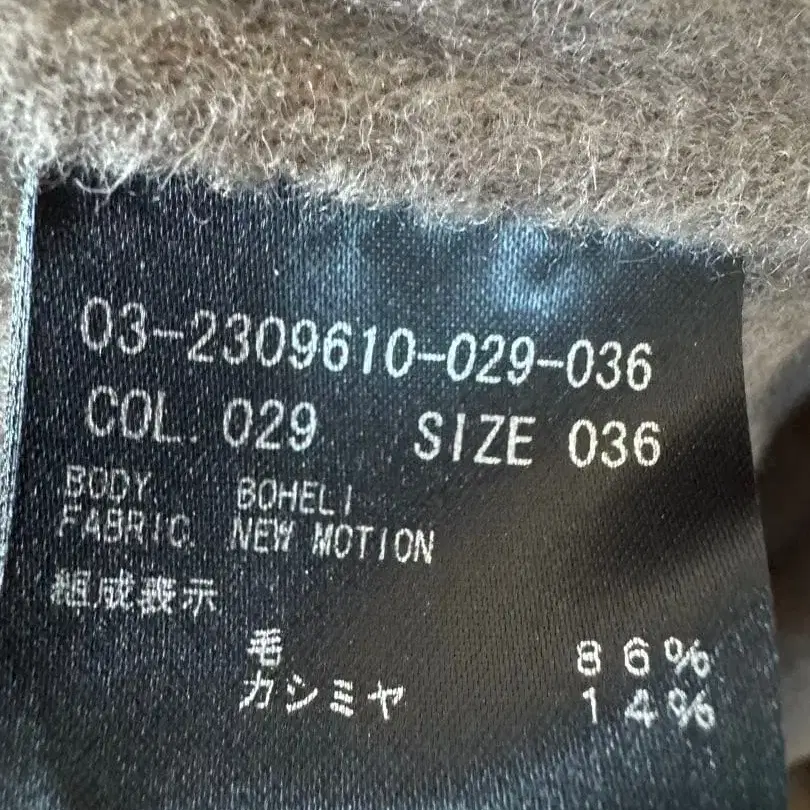 03-2309610-029-036
COL. 029 SIZE 036
BODY BOHELI
FABRIC NEW MOTION
組成表示
毛 86%
カシミヤ 14%